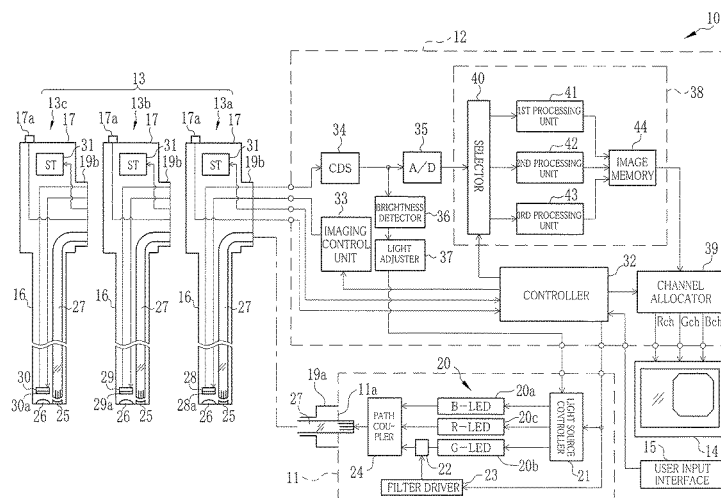 10
12
13
13c
13b
13a
17a
17
17a
17
17a
17
31
31
31
19b
19b
19b
ST
ST
ST
34
35
40
41
38
CDS
A/D
SELECTOR
1ST PROCESSING
UNIT
42
2ND PROCESSING
UNIT
43
3RD PROCESSING
UNIT
44
IMAGE
MEMORY
33
BRIGHTNESS
DETECTOR
36
IMAGING
CONTROL
UNIT
LIGHT
ADJUSTER
37
32
39
CONTROLLER
CHANNEL
ALLOCATOR
Rch
Gch
Bch
16
27
16
27
16
27
30
30a
26
25
29
29a
26
25
28
28a
26
25
19a
27
11a
20
20a
B-LED
20c
R-LED
G-LED
20b
PATH
COUPLER
24
22
LIGHT SOURCE
CONTROLLER
21
23
FILTER DRIVER
11
14
15
USER INPUT
INTERFACE